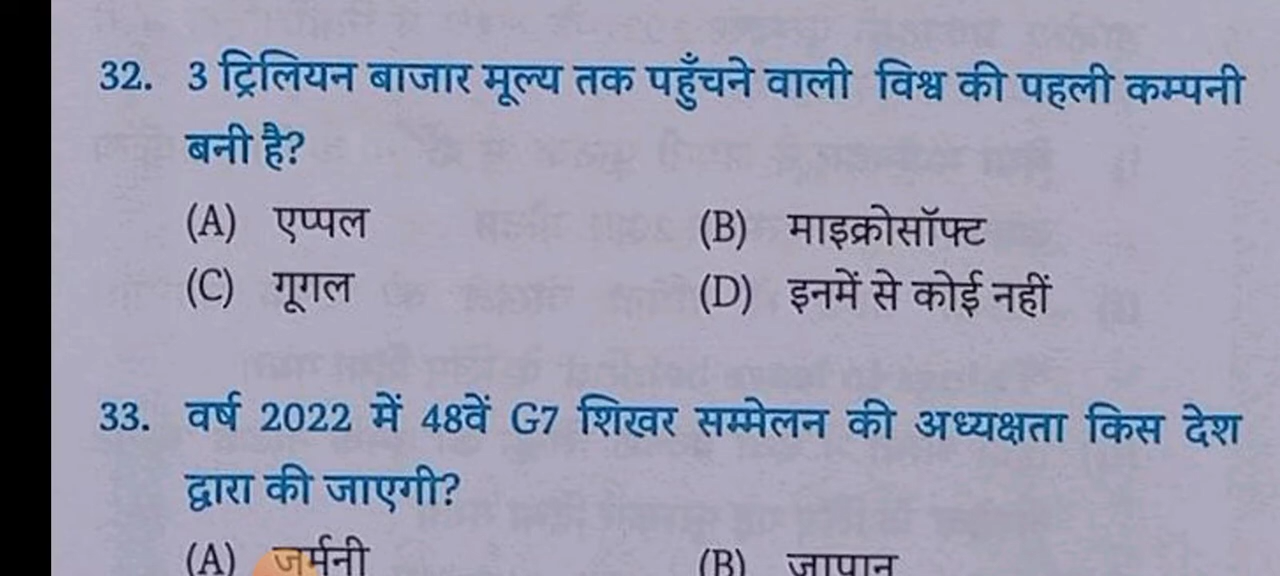 32. 3 ट्रिलियन बाजार मूल्य तक पहुँचने वाली विश्व की पहली कम्पनी
बनी है?
(A) एप्पल (B) माइक्रोसॉफ्ट
(C) गूगल (D) इनमें से कोई नहीं
33. वर्ष 2022 में 48वें G7 शिखर सम्मेलन की अध्यक्षता किस देश
द्वारा की जाएगी?
(A) जर्मनी (B) जापान